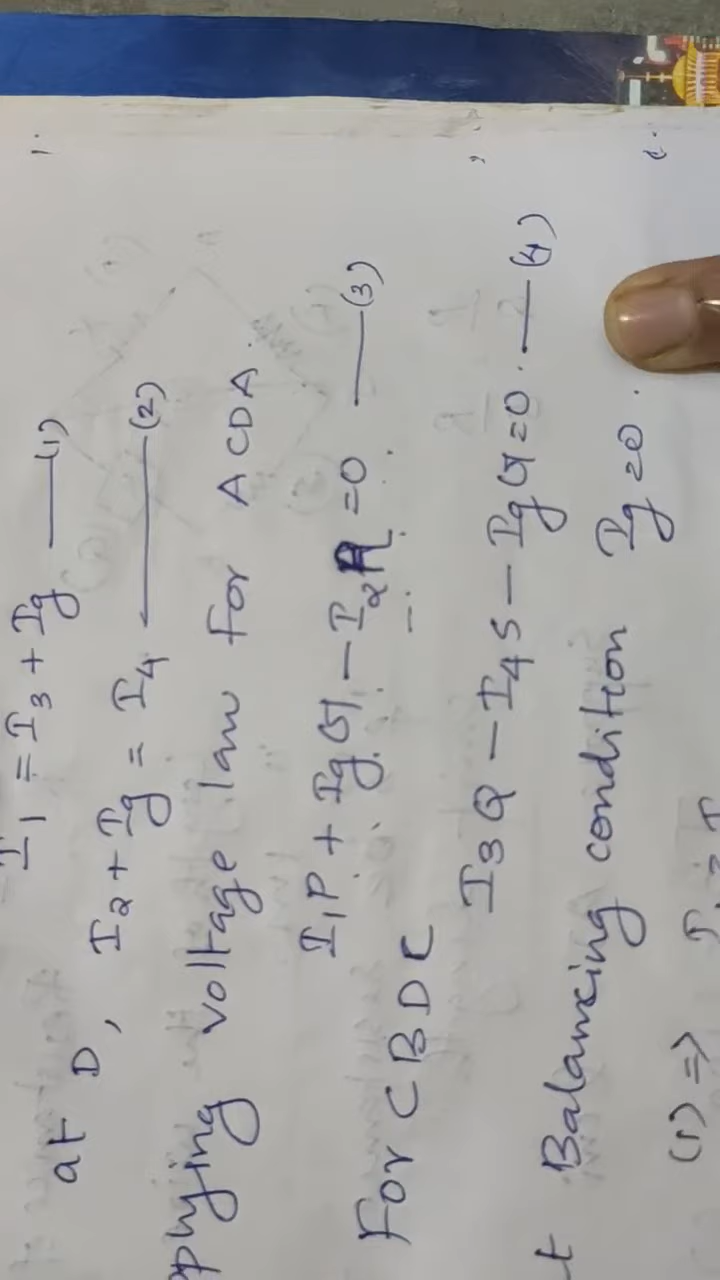 I₁ = I₃ + Ig —— (1)
at D, I₂ + Ig = I₄ —— (2)
voltage law for ACDA.
I₁P + IgG - I₂R = 0. —— (3)
For CBDC
I₃Q - I₄S - IgG = 0. —— (4)
Balancing condition Ig = 0.
(1) ⇒